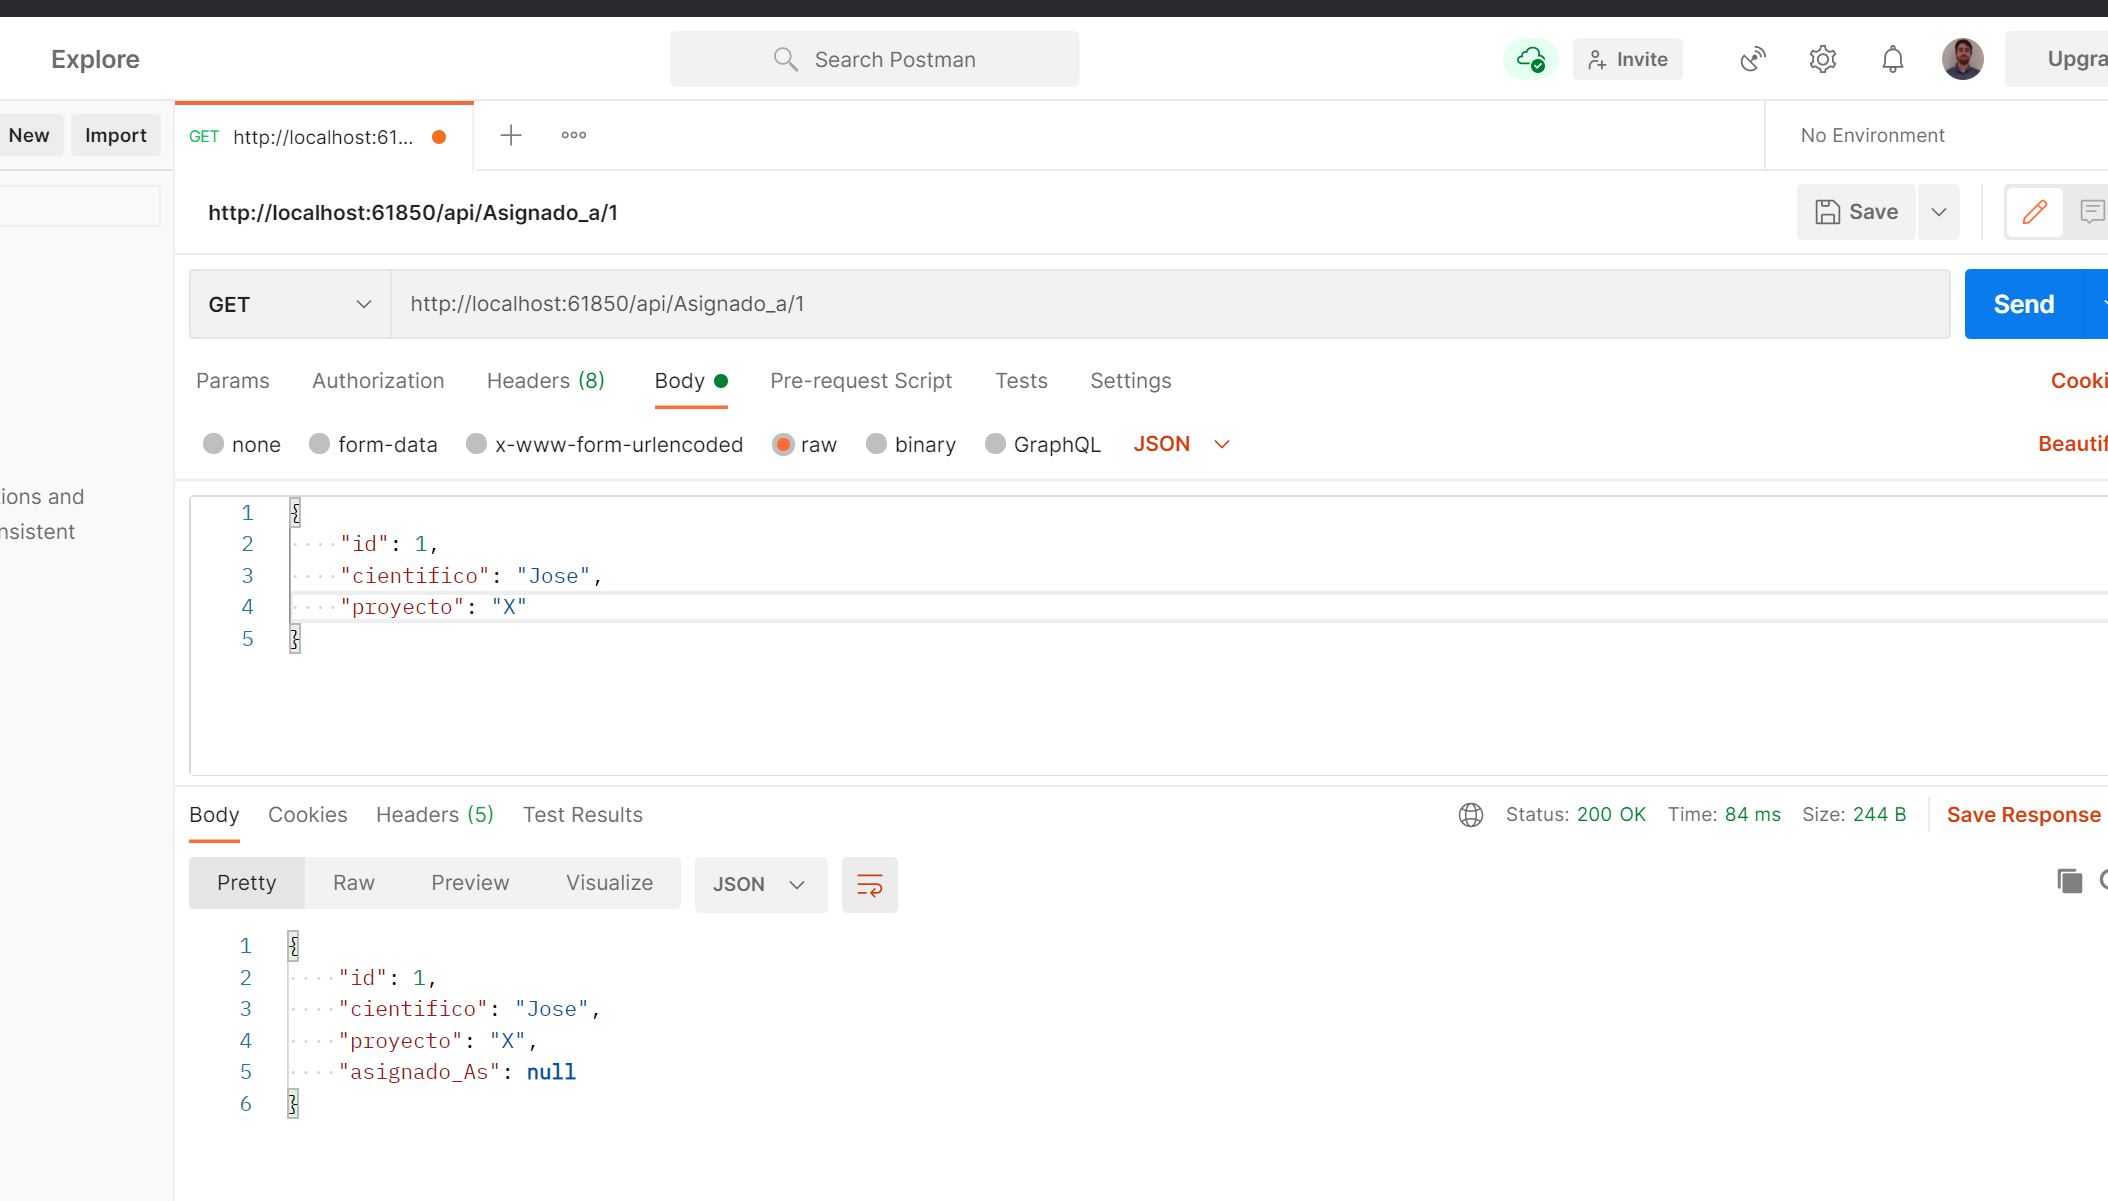 Explore
Search Postman
Invite
Upgra
New
Import
GET http://localhost:61...
No Environment
http://localhost:61850/api/Asignado_a/1
Save
GET
http://localhost:61850/api/Asignado_a/1
Send
Params
Authorization
Headers (8)
Body
Pre-request Script
Tests
Settings
Cooki
none
form-data
x-www-form-urlencoded
raw
binary
GraphQL
JSON
Beautif
ions and
nsistent
1 {
2 "id": 1,
3 "cientifico": "Jose",
4 "proyecto": "X"
5 }
Body
Cookies
Headers (5)
Test Results
Status: 200 OK
Time: 84 ms
Size: 244 B
Save Response
Pretty
Raw
Preview
Visualize
JSON
1 {
2 "id": 1,
3 "cientifico": "Jose",
4 "proyecto": "X",
5 "asignado_As": null
6 }